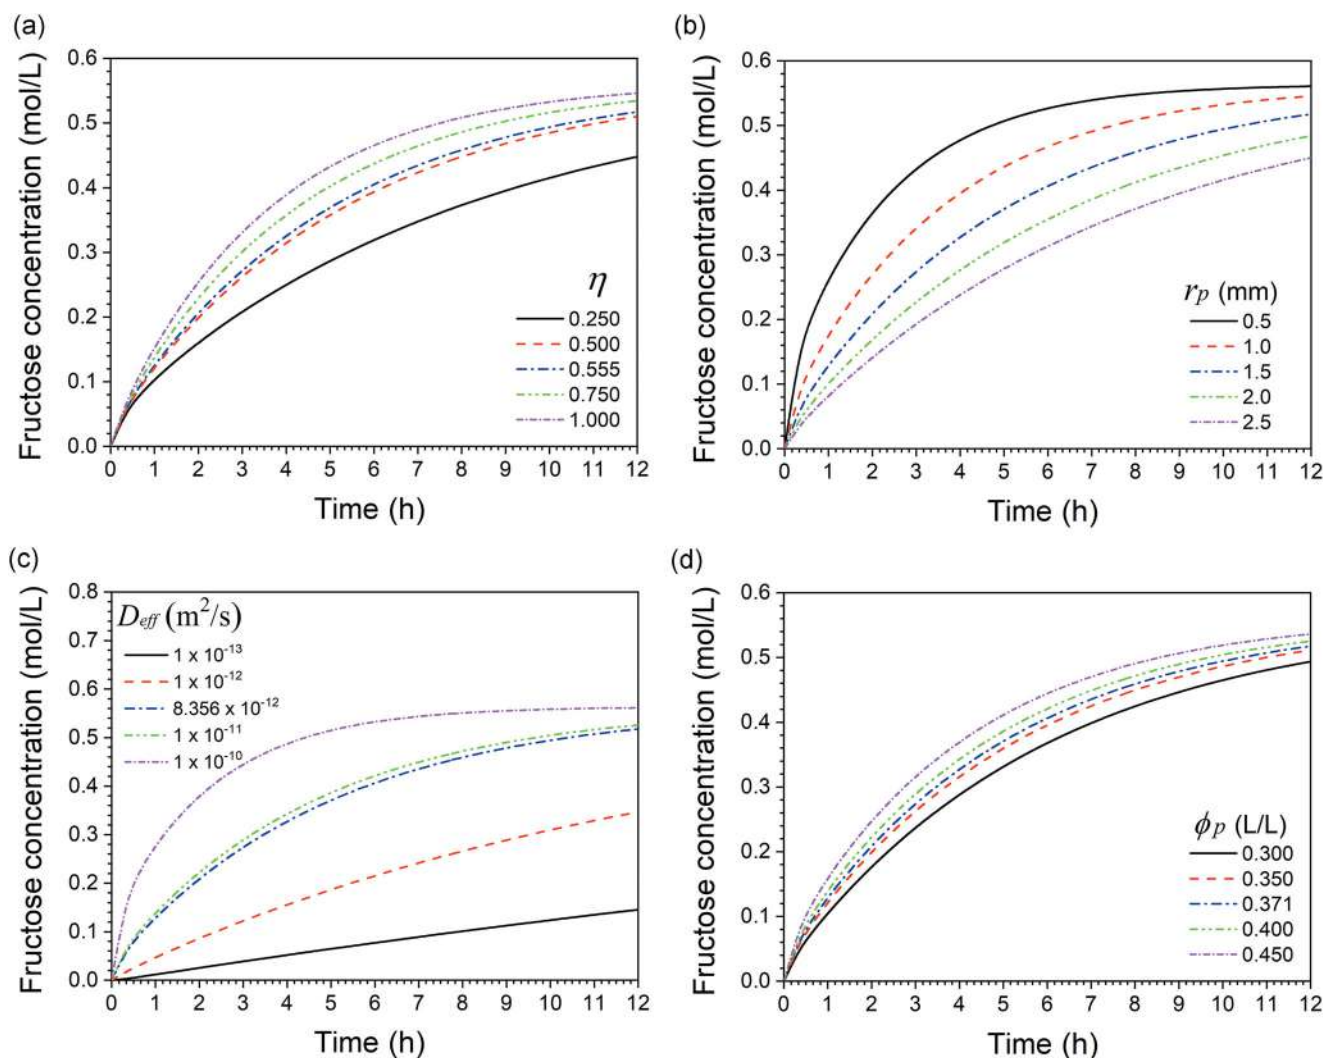 (a)
Fructose concentration (mol/L)
0.6
0.5
0.4
0.3
0.2
0.1
0.0
η
0.250
0.500
0.555
0.750
1.000
0 1 2 3 4 5 6 7 8 9 10 11 12
Time (h)
(b)
Fructose concentration (mol/L)
0.6
0.5
0.4
0.3
0.2
0.1
0.0
rp (mm)
0.5
1.0
1.5
2.0
2.5
0 1 2 3 4 5 6 7 8 9 10 11 12
Time (h)
(c)
Fructose concentration (mol/L)
0.8
0.7
0.6
0.5
0.4
0.3
0.2
0.1
0.0
Deff (m²/s)
1 x 10⁻¹³
1 x 10⁻¹²
8.356 x 10⁻¹²
1 x 10⁻¹¹
1 x 10⁻¹⁰
0 1 2 3 4 5 6 7 8 9 10 11 12
Time (h)
(d)
Fructose concentration (mol/L)
0.6
0.5
0.4
0.3
0.2
0.1
0.0
ϕp (L/L)
0.300
0.350
0.371
0.400
0.450
0 1 2 3 4 5 6 7 8 9 10 11 12
Time (h)